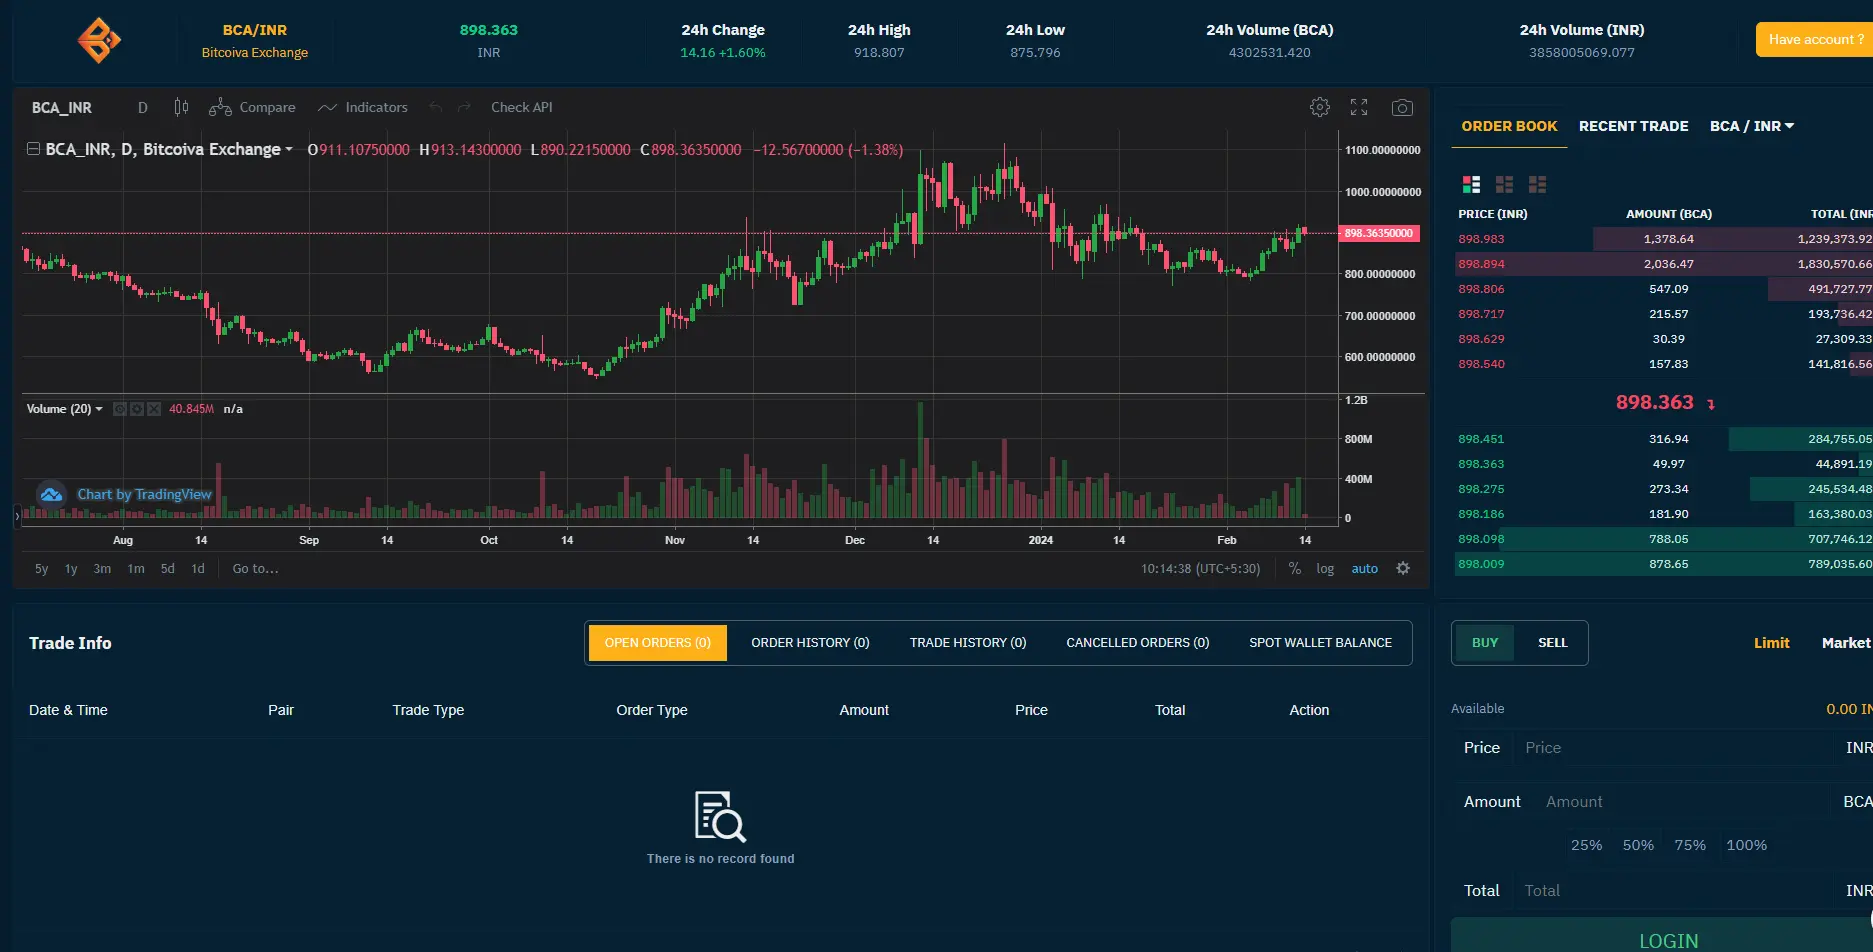 BCA/INR
Bitcoiva Exchange
898.363
INR
24h Change
14.16 +1.60%
24h High
918.807
24h Low
875.796
24h Volume (BCA)
4302531.420
24h Volume (INR)
3858005069.077
Have account ?
BCA_INR D Compare Indicators Check API
BCA_INR, D, Bitcoiva Exchange O911.10750000 H913.14300000 L890.22150000 C898.36350000 −12.56700000 (−1.38%)
1100.00000000
1000.00000000
898.36350000
800.00000000
700.00000000
600.00000000
Volume (20) 40.845M n/a
1.2B
800M
400M
0
Chart by TradingView
Aug 14 Sep 14 Oct 14 Nov 14 Dec 14 2024 14 Feb 14
5y 1y 3m 1m 5d 1d Go to...
10:14:38 (UTC+5:30) % log auto
ORDER BOOK RECENT TRADE BCA / INR
PRICE (INR) AMOUNT (BCA) TOTAL (INR
898.983 1,378.64 1,239,373.92
898.894 2,036.47 1,830,570.66
898.806 547.09 491,727.77
898.717 215.57 193,736.42
898.629 30.39 27,309.33
898.540 157.83 141,816.56
898.363
898.451 316.94 284,755.05
898.363 49.97 44,891.19
898.275 273.34 245,534.48
898.186 181.90 163,380.03
898.098 788.05 707,746.12
898.009 878.65 789,035.60
Trade Info
OPEN ORDERS (0) ORDER HISTORY (0) TRADE HISTORY (0) CANCELLED ORDERS (0) SPOT WALLET BALANCE
Date & Time Pair Trade Type Order Type Amount Price Total Action
There is no record found
BUY SELL Limit Market
Available 0.00 IN
Price Price INR
Amount Amount BCA
25% 50% 75% 100%
Total Total INR
LOGIN